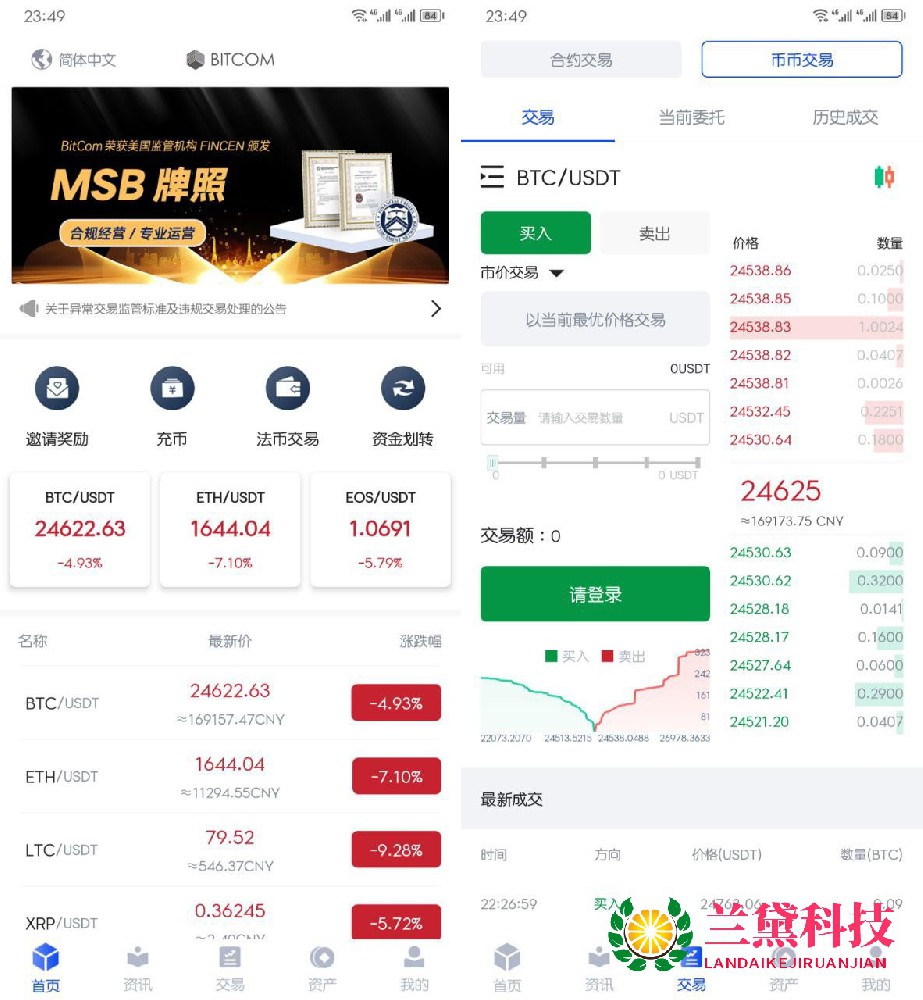 23:49
64
简体中文
BITCOM
BitCom 荣获美国监管机构 FINCEN 颁发
MSB 牌照
合规经营 / 专业运营
关于异常交易监管标准及违规交易处理的公告
邀请奖励
充币
法币交易
资金划转
BTC/USDT
24622.63
-4.93%
ETH/USDT
1644.04
-7.10%
EOS/USDT
1.0691
-5.79%
名称 最新价 涨跌幅
BTC/USDT 24622.63 -4.93%
≈169157.47CNY
ETH/USDT 1644.04 -7.10%
≈11294.55CNY
LTC/USDT 79.52 -9.28%
≈546.37CNY
XRP/USDT 0.36245 -5.72%
首页 资讯 交易 资产 我的
23:49
64
合约交易 币币交易
交易 当前委托 历史成交
BTC/USDT
买入 卖出
市价交易
以当前最优价格交易
可用 0USDT
交易量 请输入交易数量 USDT
0 0 USDT
交易额：0
请登录
买入 卖出
323
242
161
81
22073.2070 24513.5215 24538.0488 26978.3633
价格 数量
24538.86 0.0250
24538.85 0.1000
24538.83 1.0024
24538.82 0.0407
24538.81 0.0026
24532.45 0.2251
24530.64 0.1800
24625
≈169173.75 CNY
24530.63 0.0900
24530.62 0.3200
24528.18 0.0141
24528.17 0.1600
24527.64 0.0600
24522.41 0.2900
24521.20 0.0407
最新成交
时间 方向 价格(USDT) 数量(BTC)
22:26:59 买入
兰黛科技
LANDAIKEJIRUANJIAN
首页 资讯 交易 资产 我的